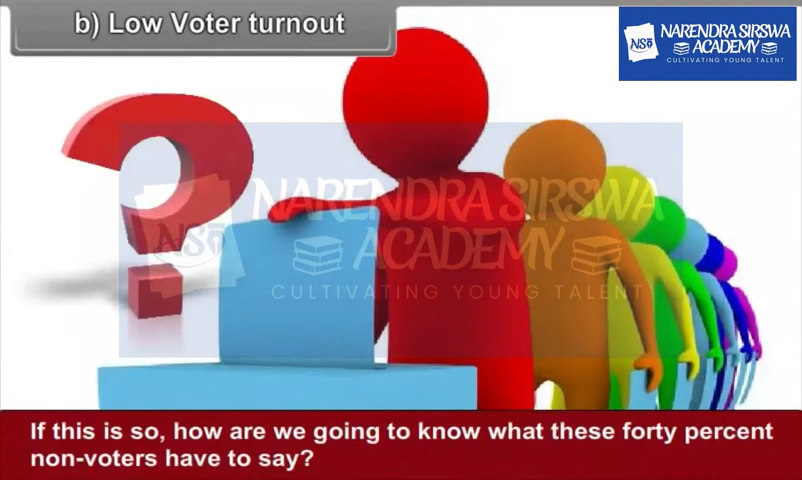 b) Low Voter turnout
NARENDRA SIRSWA
ACADEMY
CULTIVATING YOUNG TALENT
NARENDRA SIRSWA
ACADEMY
CULTIVATING YOUNG TALENT
If this is so, how are we going to know what these forty percent
non-voters have to say?